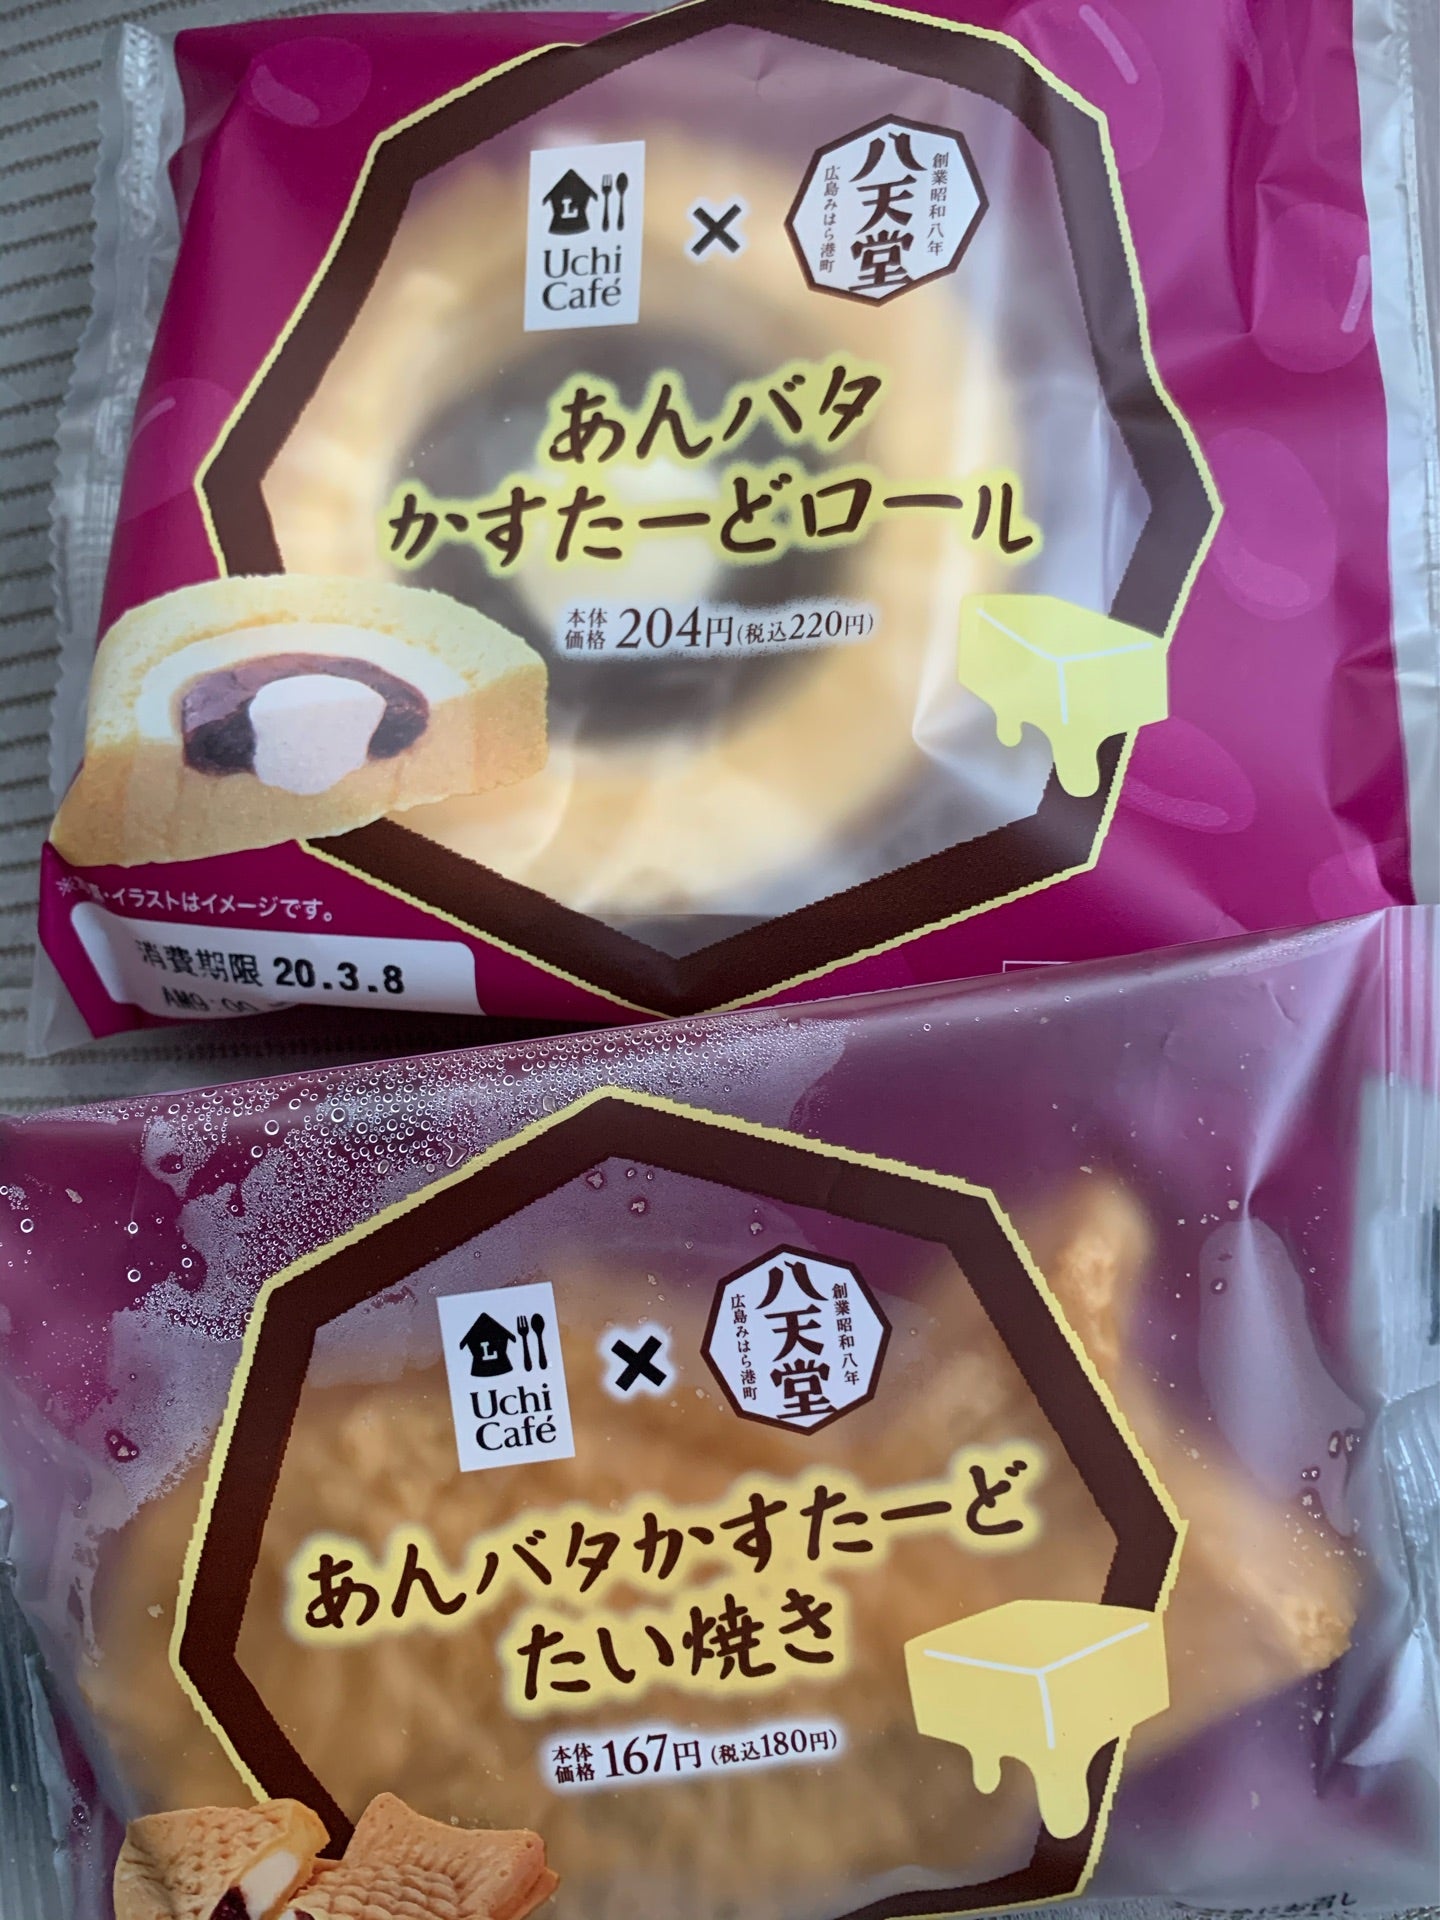 Uchi
Café
×
創業昭和八年
八天堂
広島みはら港町
あんバタ
かすたーどロール
本体
価格 204円(税込220円)
・イラストはイメージです。
消費期限 20.3.8
Uchi
Café
×
創業昭和八年
八天堂
広島みはら港町
あんバタかすたーど
たい焼き
本体
価格 167円(税込180円)